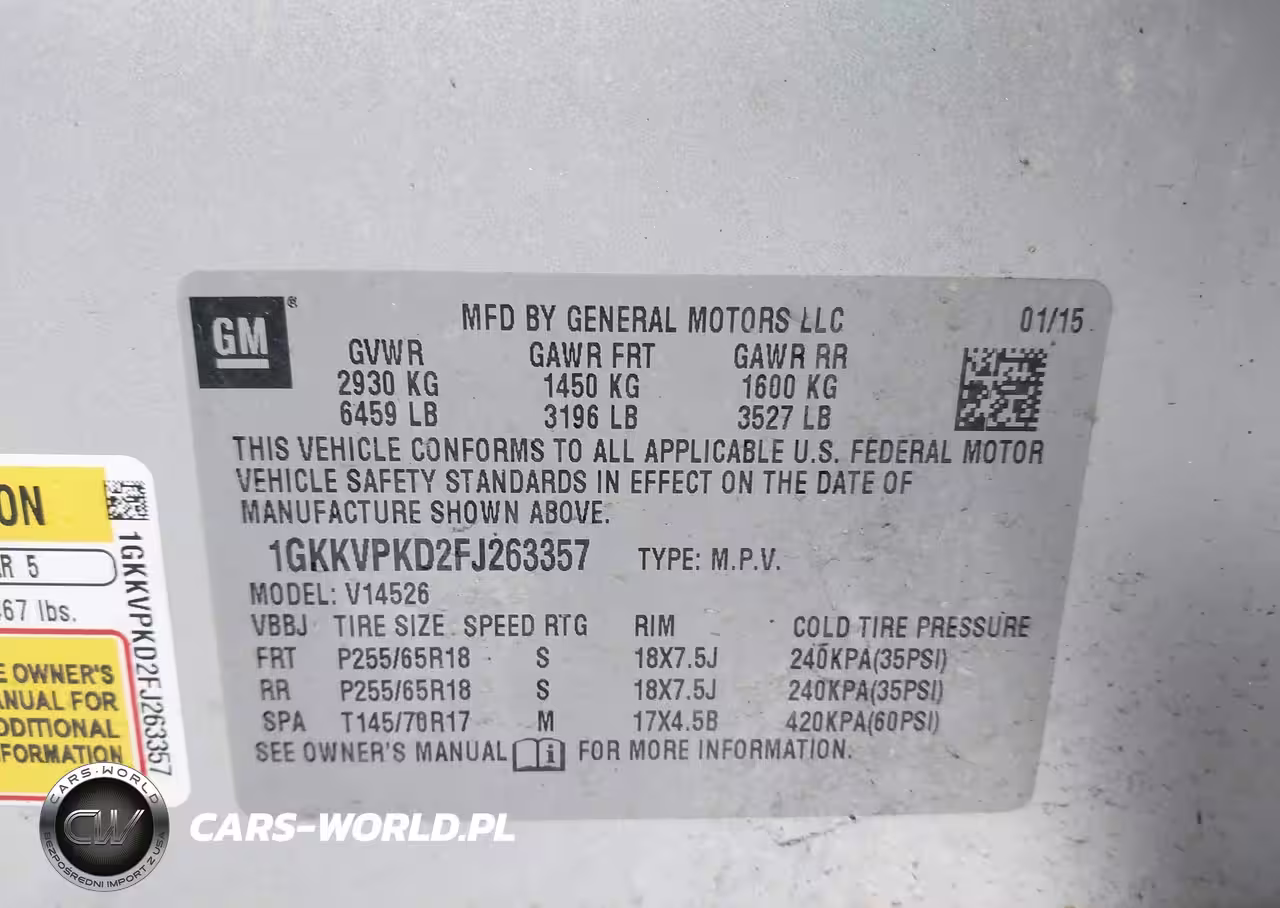 GM ®
MFD BY GENERAL MOTORS LLC 01/15
GVWR GAWR FRT GAWR RR
2930 KG 1450 KG 1600 KG
6459 LB 3196 LB 3527 LB
THIS VEHICLE CONFORMS TO ALL APPLICABLE U.S. FEDERAL MOTOR
VEHICLE SAFETY STANDARDS IN EFFECT ON THE DATE OF
MANUFACTURE SHOWN ABOVE.
1GKKVPKD2FJ263357 TYPE: M.P.V.
MODEL: V14526
VBBJ TIRE SIZE SPEED RTG RIM COLD TIRE PRESSURE
FRT P255/65R18 S 18X7.5J 240KPA(35PSI)
RR P255/65R18 S 18X7.5J 240KPA(35PSI)
SPA T145/70R17 M 17X4.5B 420KPA(60PSI)
SEE OWNER'S MANUAL i FOR MORE INFORMATION.
ON
R 5
67 lbs.
E OWNER'S
ANUAL FOR
DDITIONAL
FORMATION
1GKKVPKD2FJ263357
CARS-WORLD
CW
BEZPOŚREDNI IMPORT Z USA
CARS-WORLD.PL